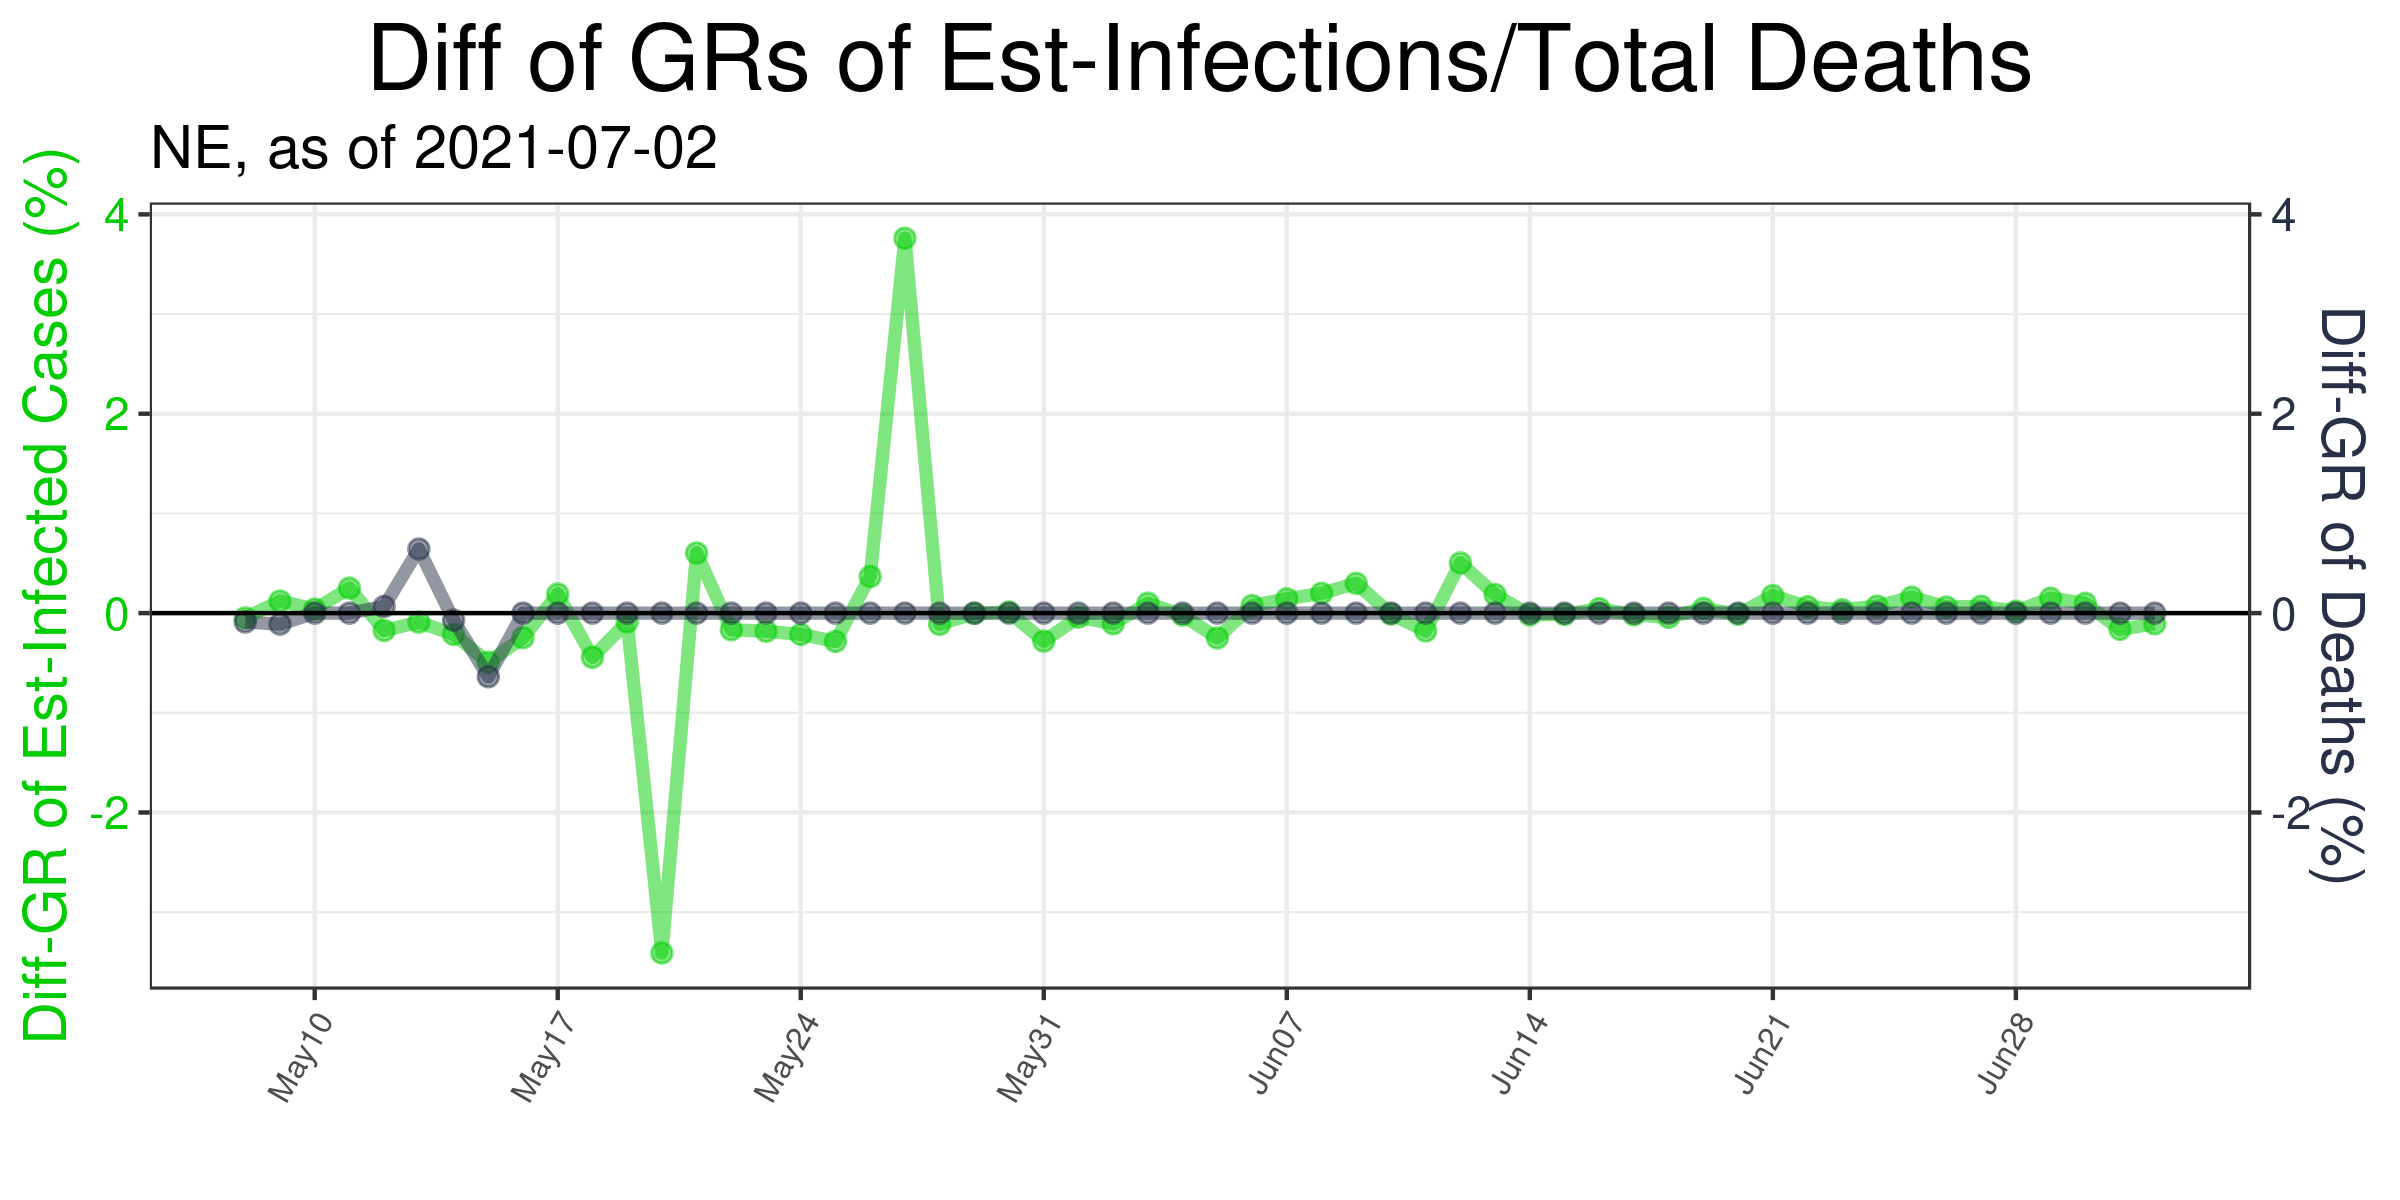 Diff of GRs of Est-Infections/Total Deaths
NE, as of 2021-07-02
Diff-GR of Est-Infected Cases (%)
4
2
0
-2
4
2
0
-2
Diff-GR of Deaths (%)
May10
May17
May24
May31
Jun07
Jun14
Jun21
Jun28